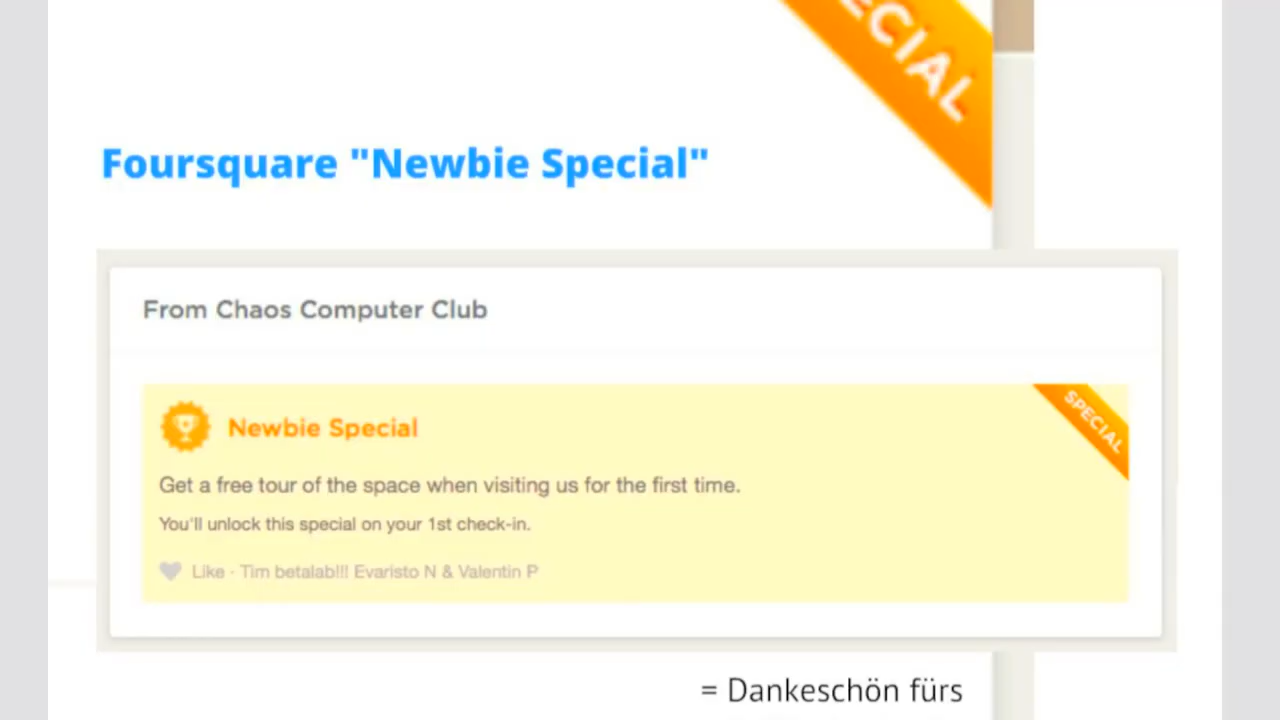 ECIAL
Foursquare "Newbie Special"
From Chaos Computer Club
Newbie Special
SPECIAL
Get a free tour of the space when visiting us for the first time.
You'll unlock this special on your 1st check-in.
Like · Tim betalab!!! Evaristo N & Valentin P
= Dankeschön fürs